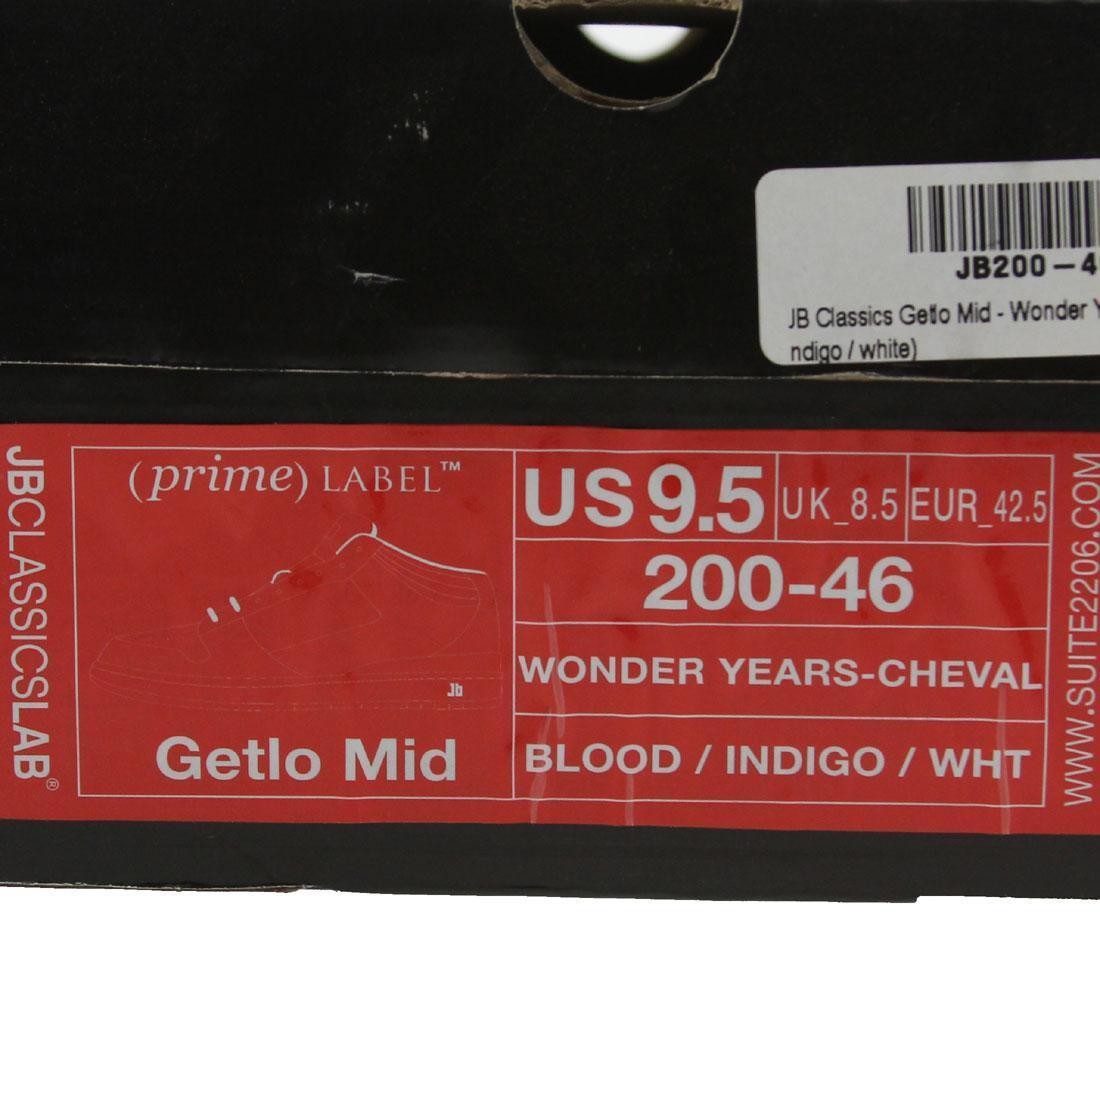 JB200-4
JB Classics Getlo Mid - Wonder
ndigo / white)
JBCLASSICSLAB®
(prime) LABEL™
Jb
Getlo Mid
US 9.5
UK_8.5
EUR_42.5
200-46
WONDER YEARS-CHEVAL
BLOOD / INDIGO / WHT
WWW.SUITE2206.COM